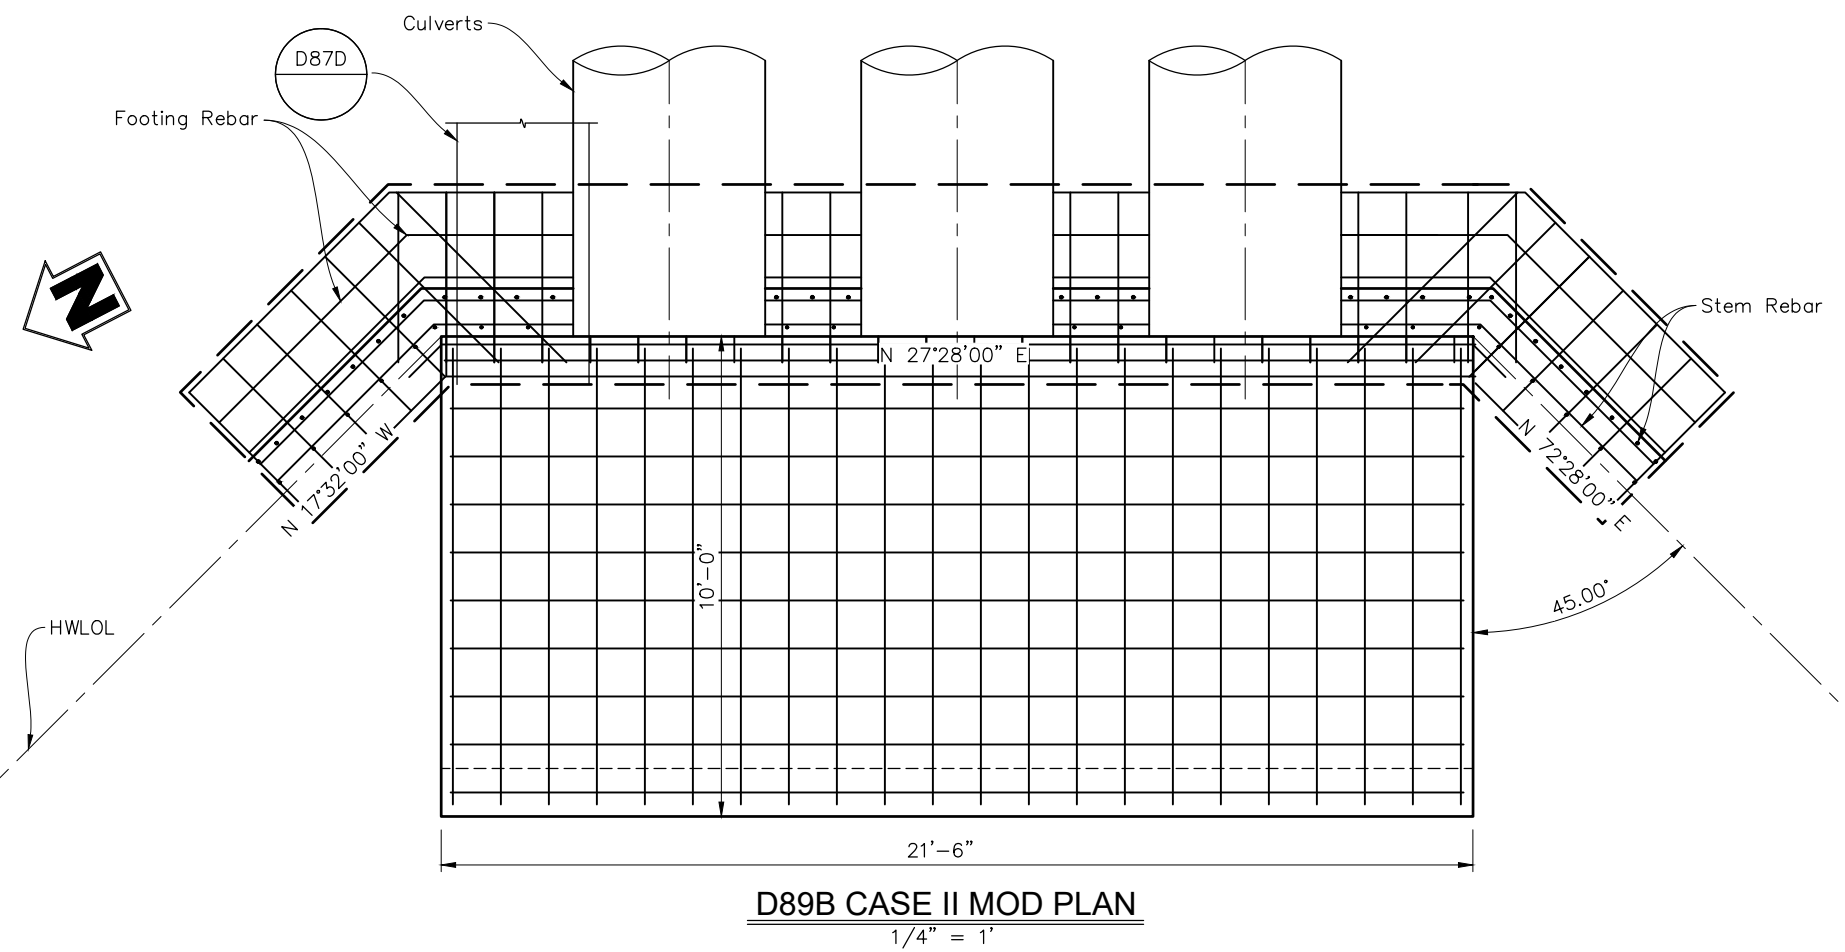 Culverts
D87D
Footing Rebar
N
Stem Rebar
N 27°28'00" E
N 17°32'00" W
N 72°28'00" E
10'-0"
45.00°
HWLOL
21'-6"
D89B CASE II MOD PLAN
1/4" = 1'